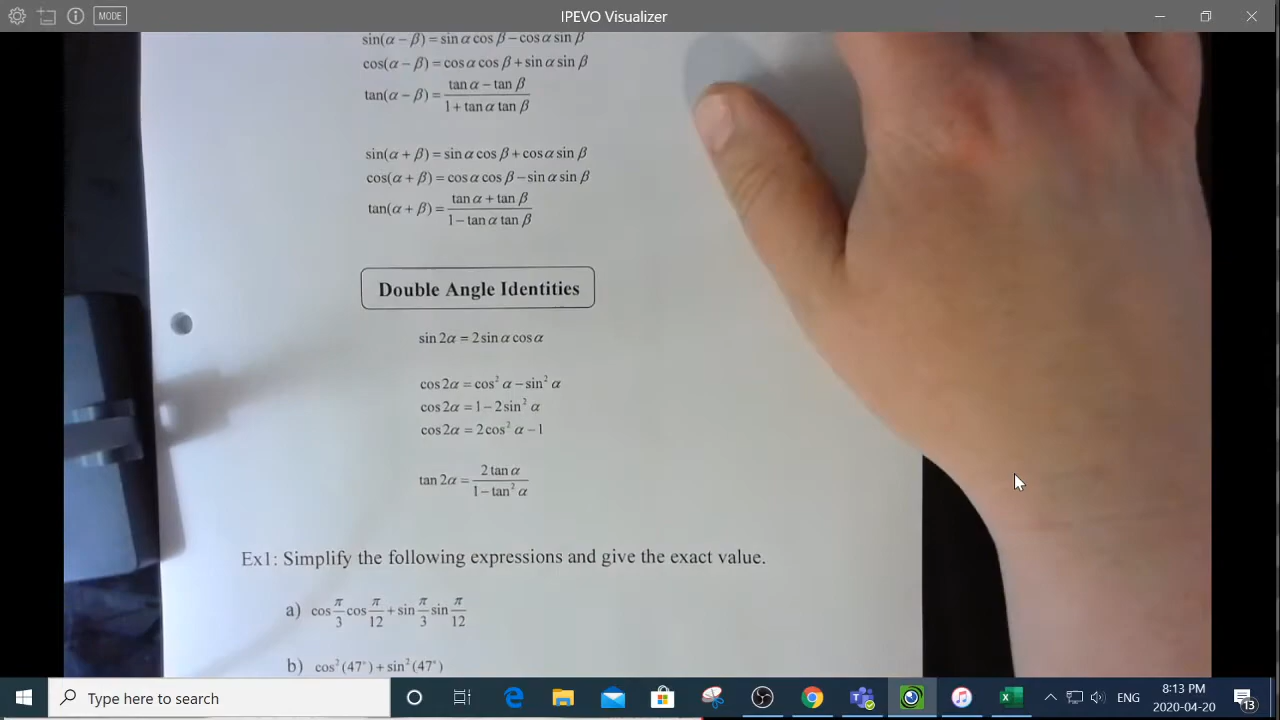 MODE
IPEVO Visualizer
sin(α − β) = sin α cos β − cos α sin β
cos(α − β) = cos α cos β + sin α sin β
tan(α − β) = (tan α − tan β)/(1 + tan α tan β)
sin(α + β) = sin α cos β + cos α sin β
cos(α + β) = cos α cos β − sin α sin β
tan(α + β) = (tan α + tan β)/(1 − tan α tan β)
Double Angle Identities
sin 2α = 2 sin α cos α
cos 2α = cos² α − sin² α
cos 2α = 1 − 2 sin² α
cos 2α = 2 cos² α − 1
tan 2α = (2 tan α)/(1 − tan² α)
Ex1: Simplify the following expressions and give the exact value.
a) cos π/3 cos π/12 + sin π/3 sin π/12
b) cos² (47°) + sin² (47°)
Type here to search
ENG
8:13 PM
2020-04-20
13